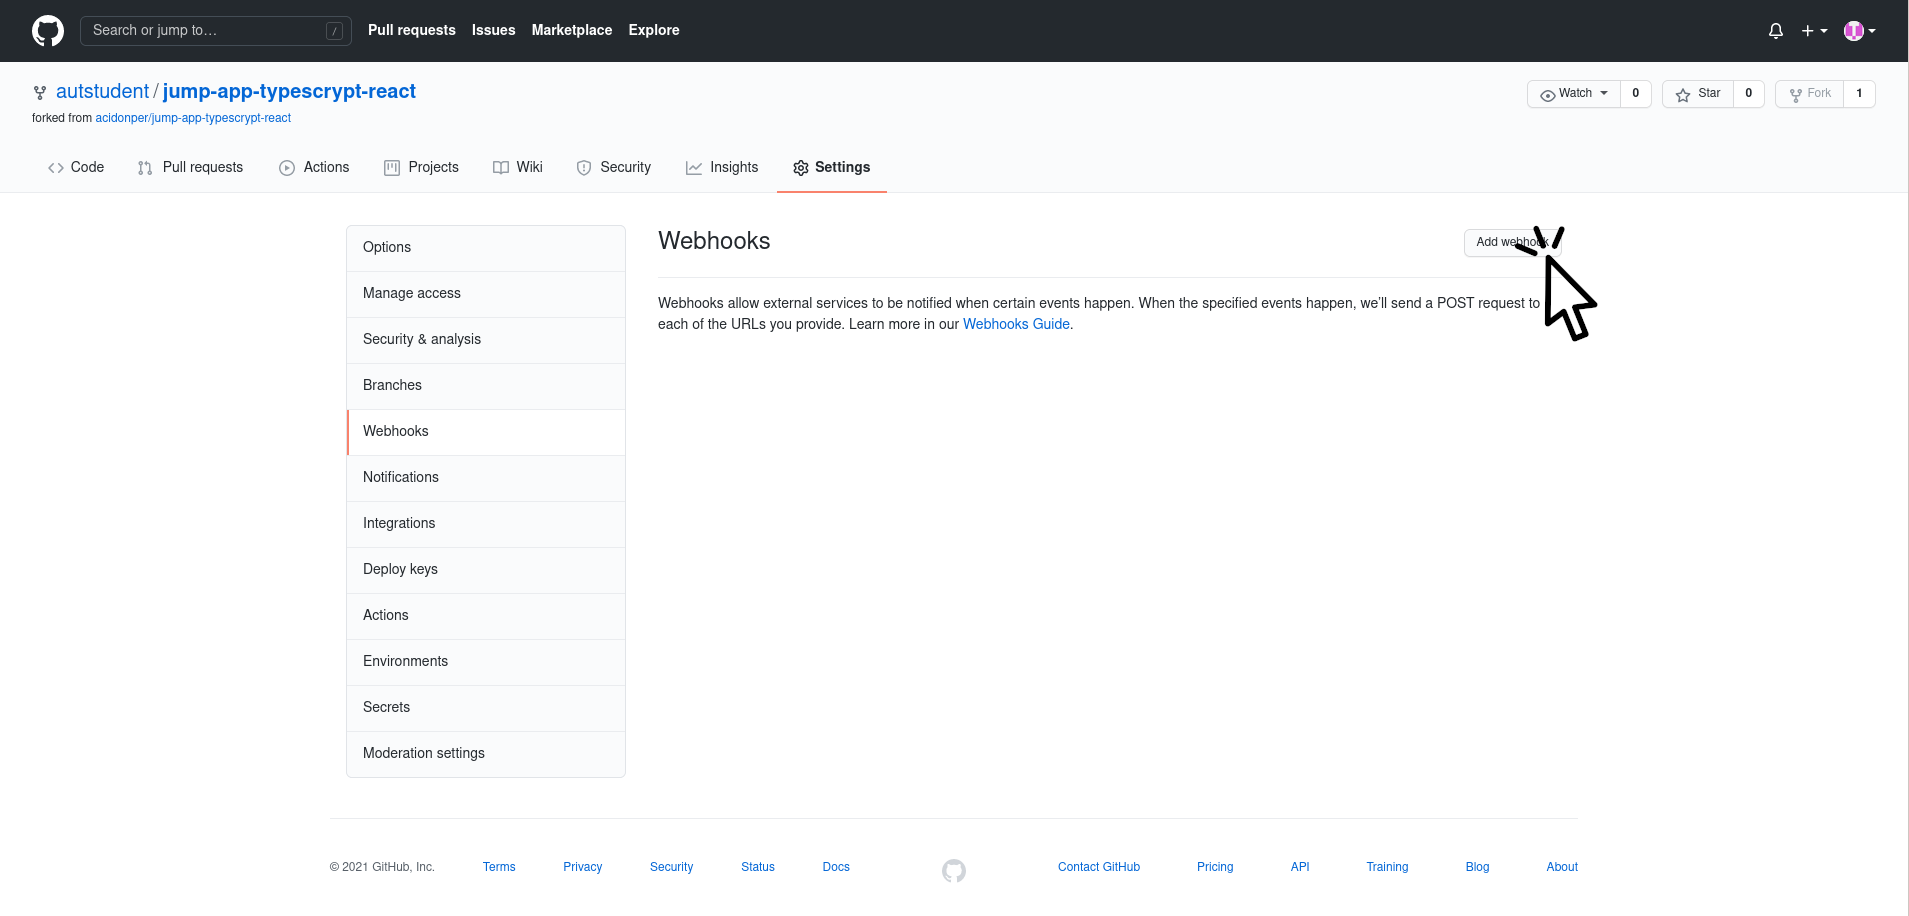 Search or jump to… /
Pull requests Issues Marketplace Explore
autstudent / jump-app-typescrypt-react
forked from acidonper/jump-app-typescrypt-react
Watch 0 Star 0 Fork 1
Code Pull requests Actions Projects Wiki Security Insights Settings
Options
Manage access
Security & analysis
Branches
Webhooks
Notifications
Integrations
Deploy keys
Actions
Environments
Secrets
Moderation settings
Webhooks
Add webhook
Webhooks allow external services to be notified when certain events happen. When the specified events happen, we’ll send a POST request to
each of the URLs you provide. Learn more in our Webhooks Guide.
© 2021 GitHub, Inc. Terms Privacy Security Status Docs Contact GitHub Pricing API Training Blog About